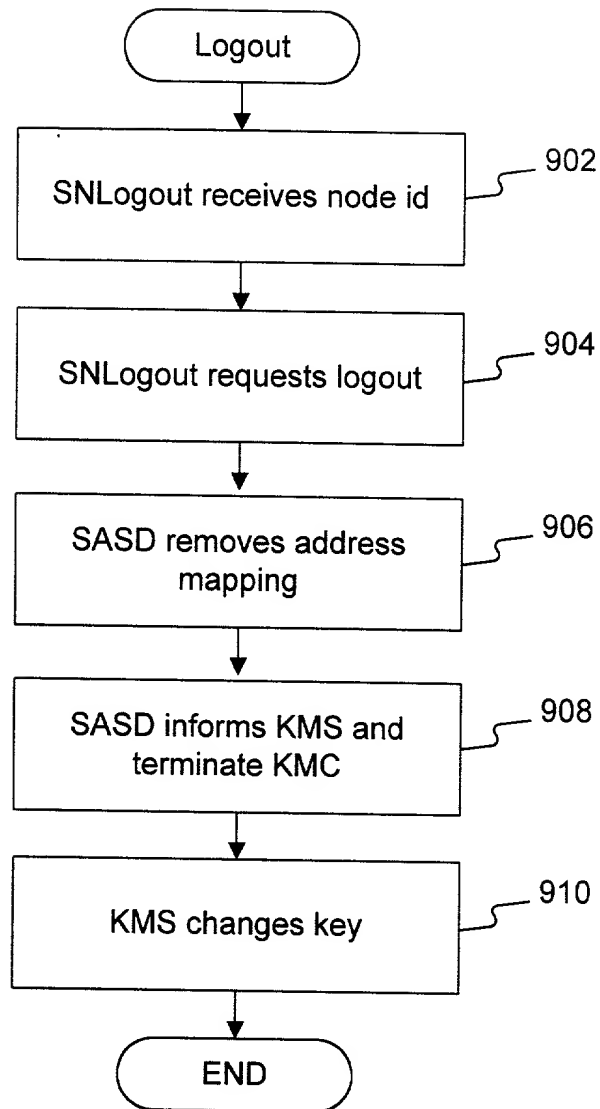 Logout
SNLogout receives node id
902
SNLogout requests logout
904
SASD removes address
mapping
906
SASD informs KMS and
terminate KMC
908
KMS changes key
910
END